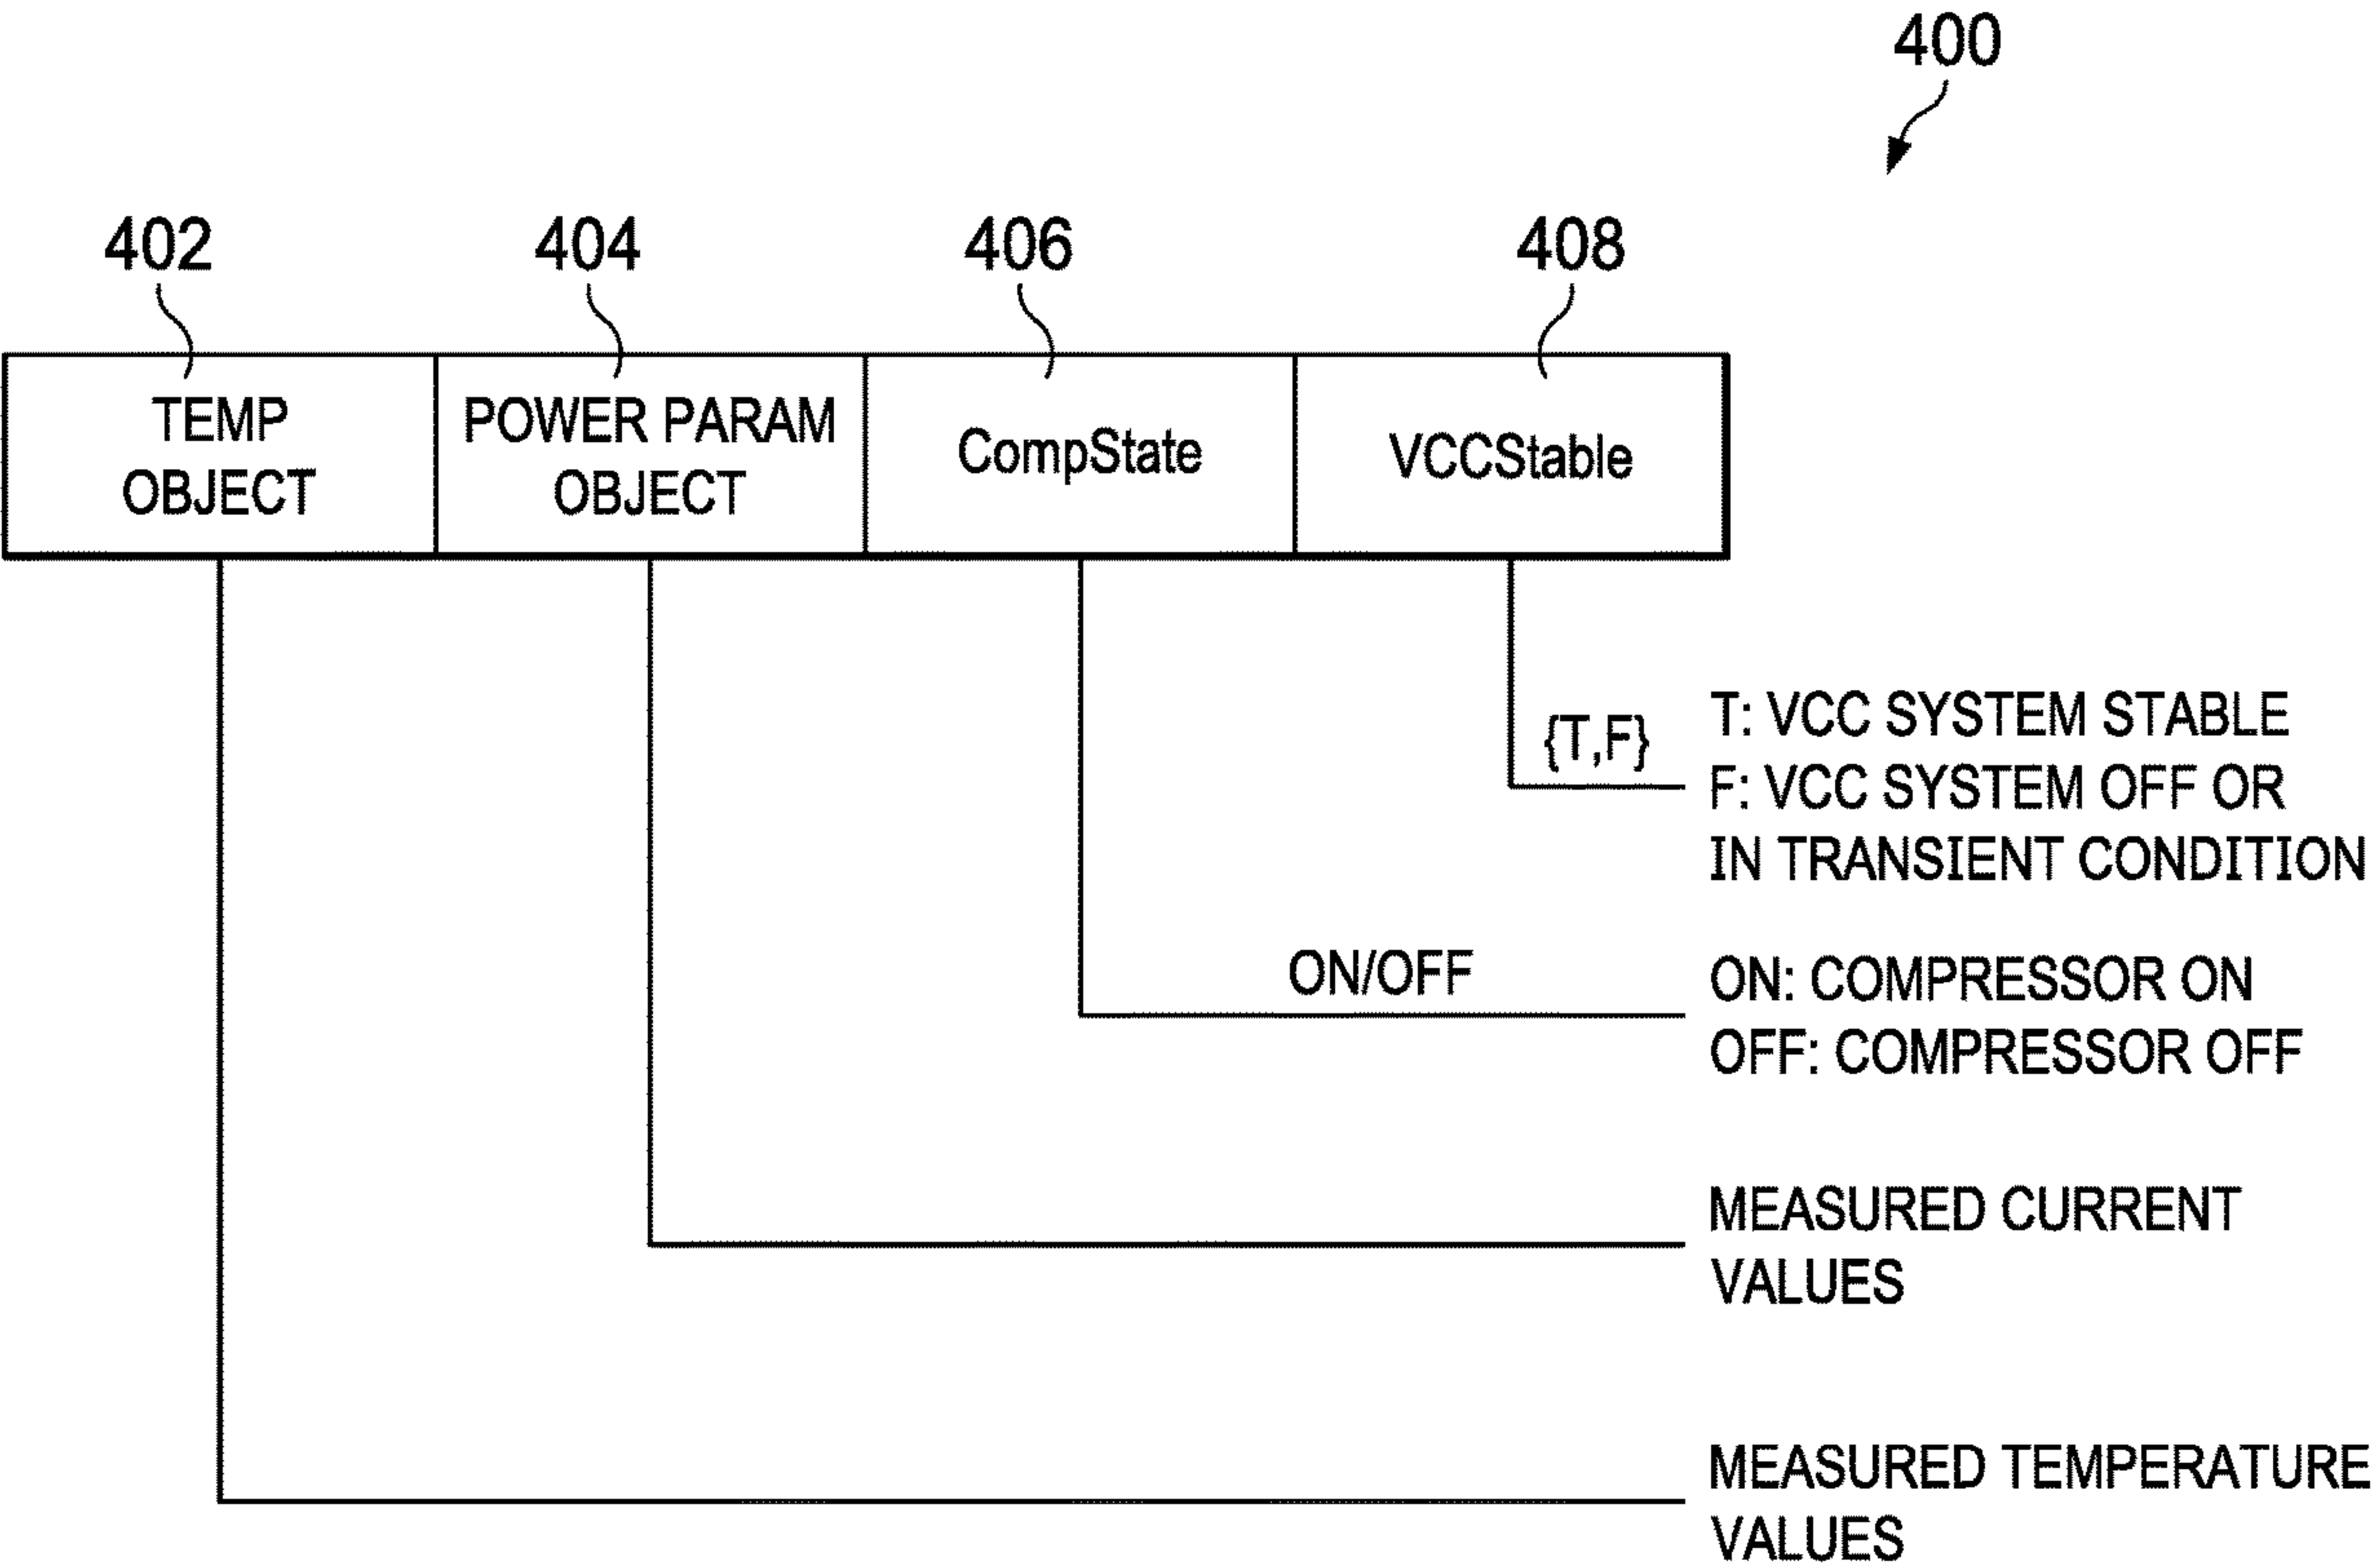 400
402
404
406
408
TEMP
OBJECT
POWER PARAM
OBJECT
CompState
VCCStable
{T,F}
T: VCC SYSTEM STABLE
F: VCC SYSTEM OFF OR
IN TRANSIENT CONDITION
ON/OFF
ON: COMPRESSOR ON
OFF: COMPRESSOR OFF
MEASURED CURRENT
VALUES
MEASURED TEMPERATURE
VALUES